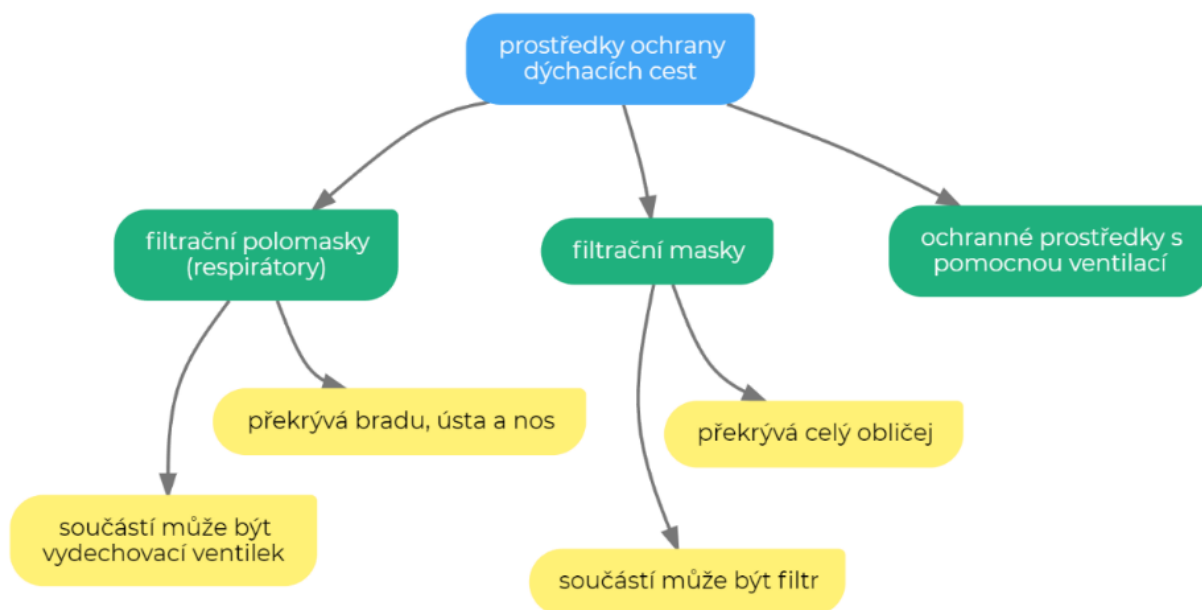 prostředky ochrany
dýchacích cest
filtrační polomasky
(respirátory)
filtrační masky
ochranné prostředky s
pomocnou ventilací
překrývá bradu, ústa a nos
překrývá celý obličej
součástí může být
vydechovací ventilek
součástí může být filtr